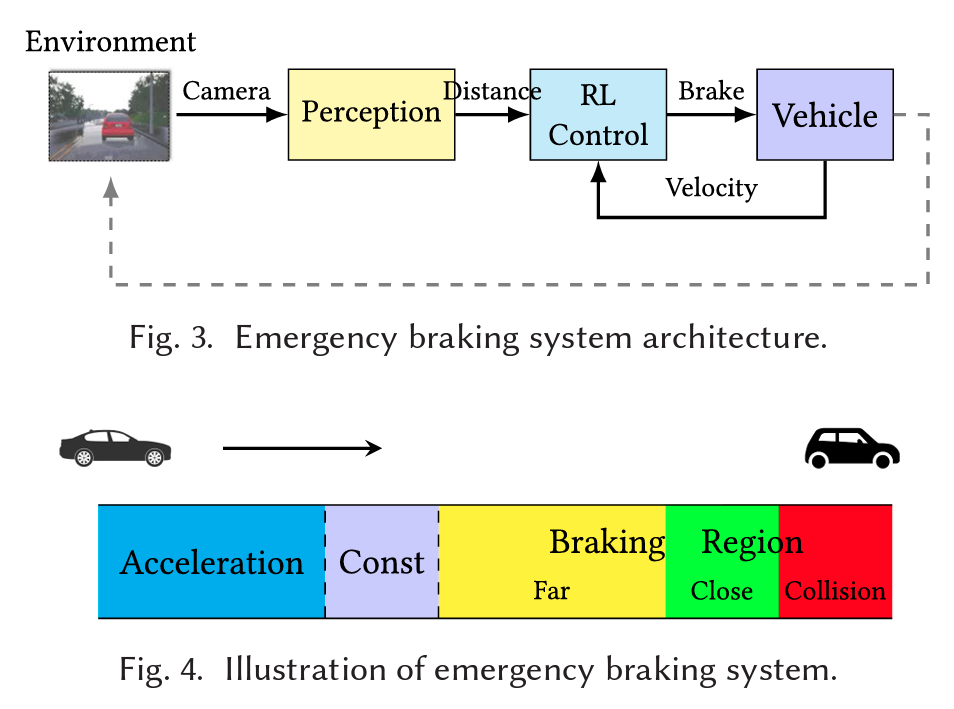 Environment
Camera
Perception
Distance
RL
Control
Brake
Vehicle
Velocity
Fig. 3. Emergency braking system architecture.
Acceleration
Const
Braking Region
Far
Close
Collision
Fig. 4. Illustration of emergency braking system.